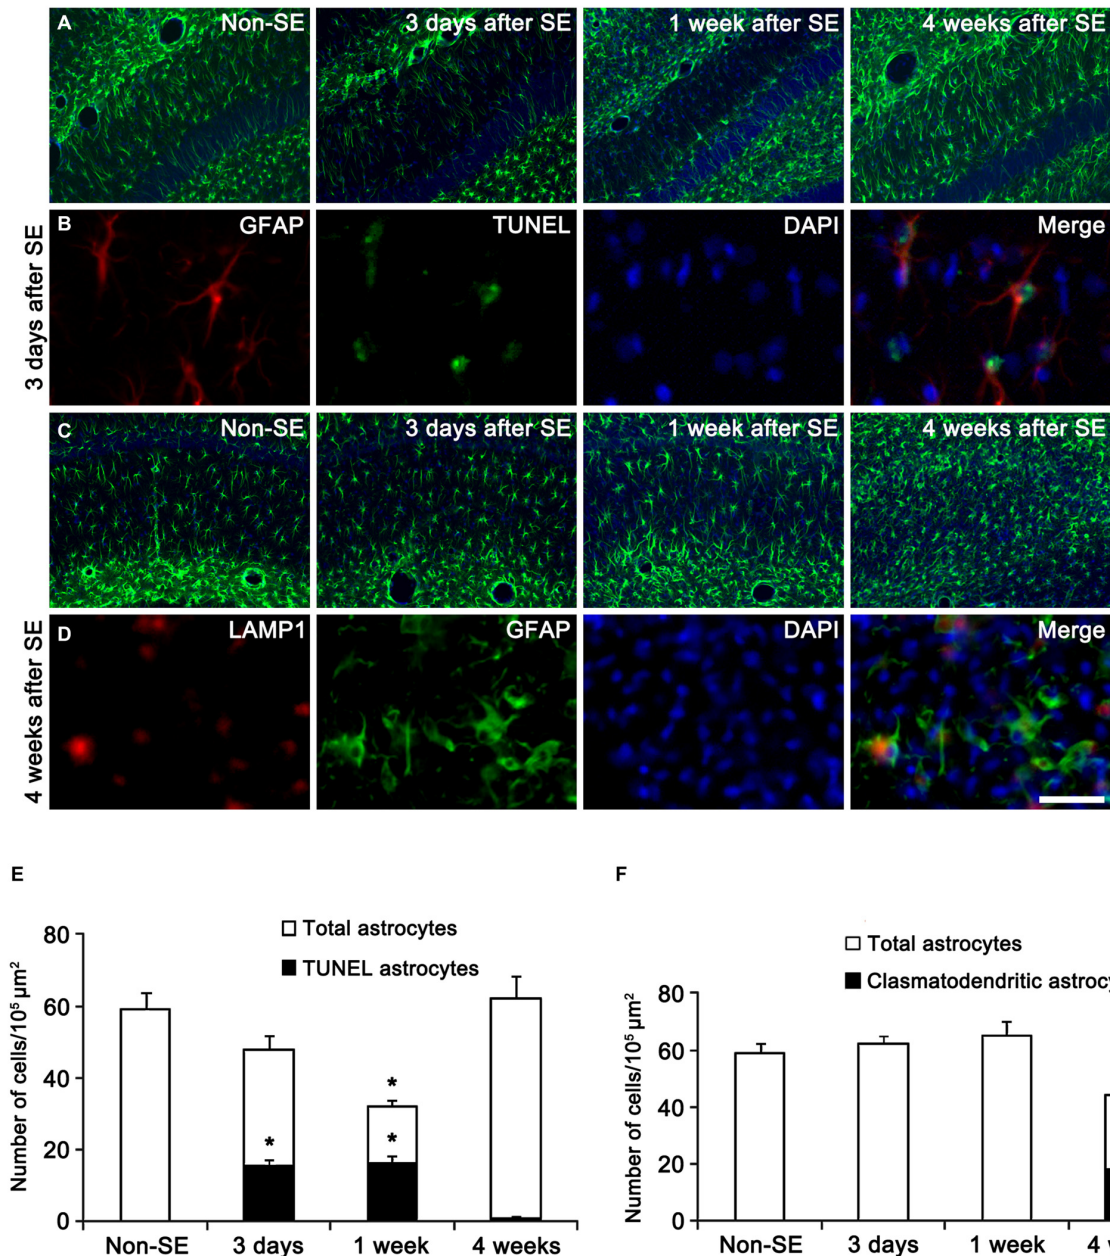 A Non-SE 3 days after SE 1 week after SE 4 weeks after SE
3 days after SE
B GFAP TUNEL DAPI Merge
C Non-SE 3 days after SE 1 week after SE 4 weeks after SE
4 weeks after SE
D LAMP1 GFAP DAPI Merge
E
Number of cells/10⁵ µm²
80
60
40
20
0
Total astrocytes
TUNEL astrocytes
*
*
*
Non-SE 3 days 1 week 4 weeks
F
Number of cells/10⁵ µm²
80
60
40
20
0
Total astrocytes
Clasmatodendritic
Non-SE 3 days 1 week 4